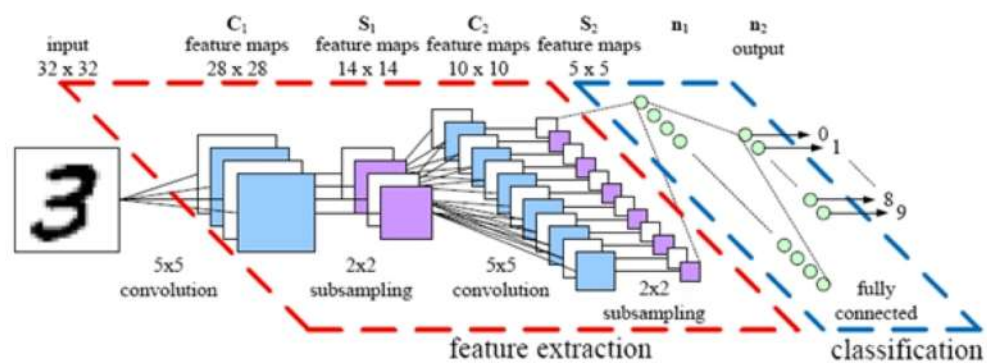 C1 S1 C2 S2 n1 n2
input feature maps feature maps feature maps feature maps output
32 x 32 28 x 28 14 x 14 10 x 10 5 x 5
3
0
1
8
9
5x5 2x2 5x5 2x2 fully
convolution subsampling convolution subsampling connected
feature extraction classification